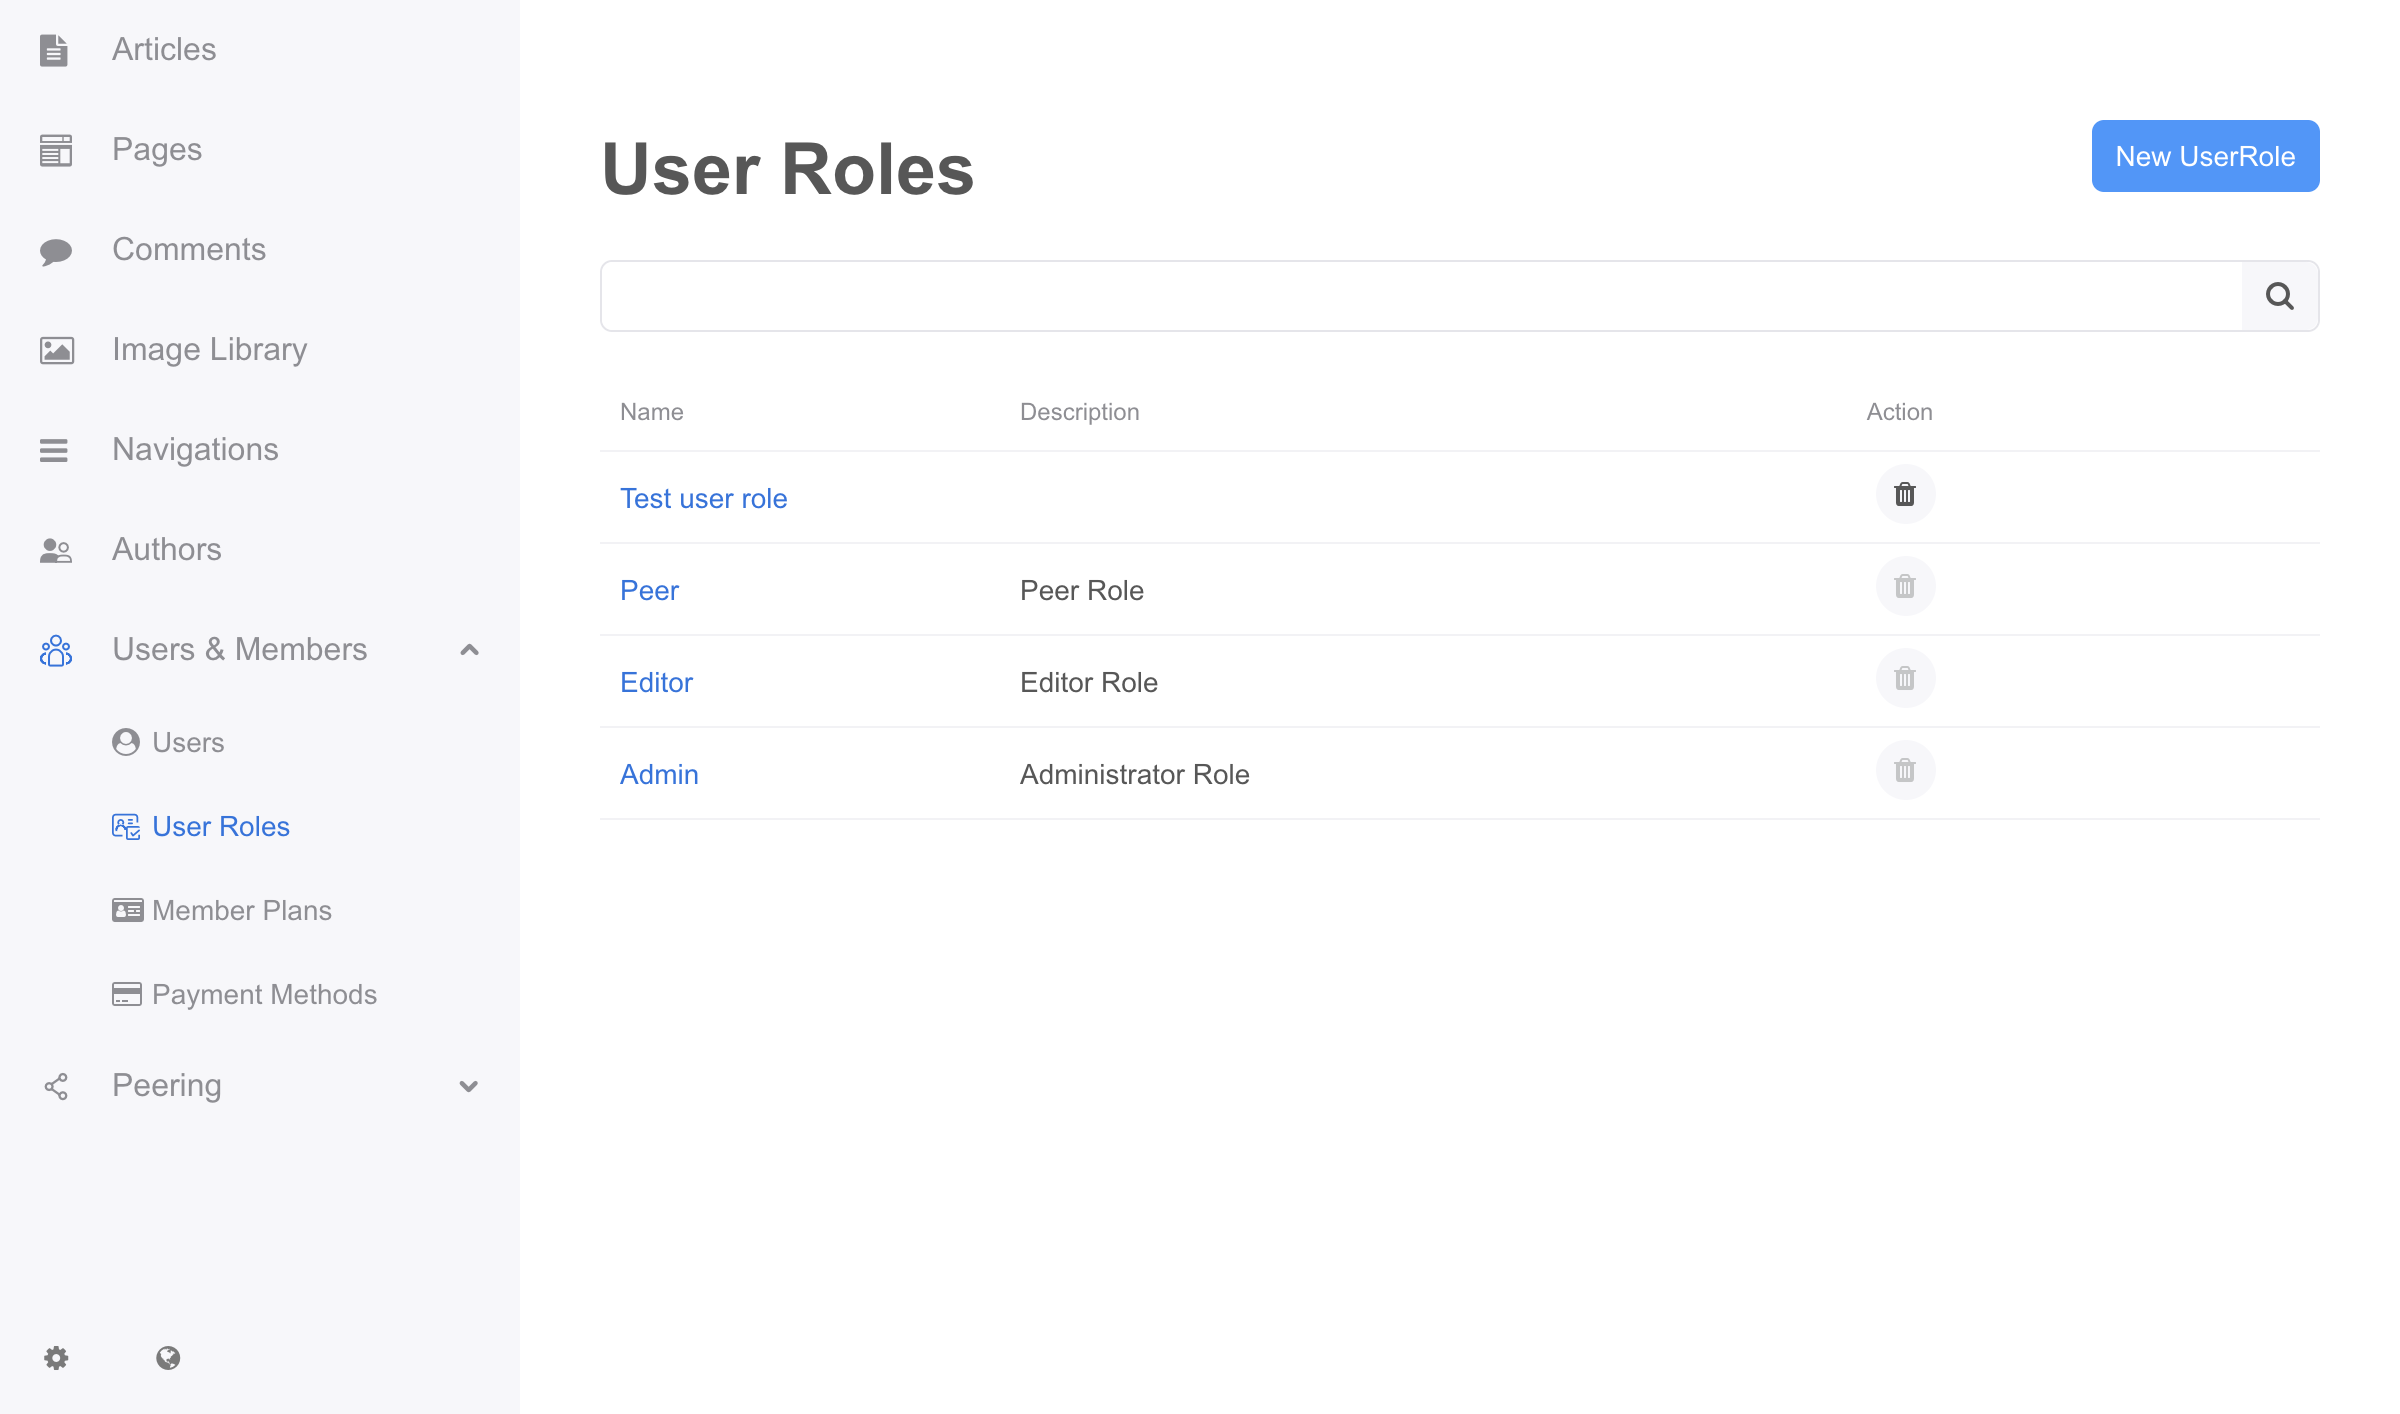 Articles
Pages
Comments
Image Library
Navigations
Authors
Users & Members
Users
User Roles
Member Plans
Payment Methods
Peering
User Roles
New UserRole
Name Description Action
Test user role
Peer Peer Role
Editor Editor Role
Admin Administrator Role